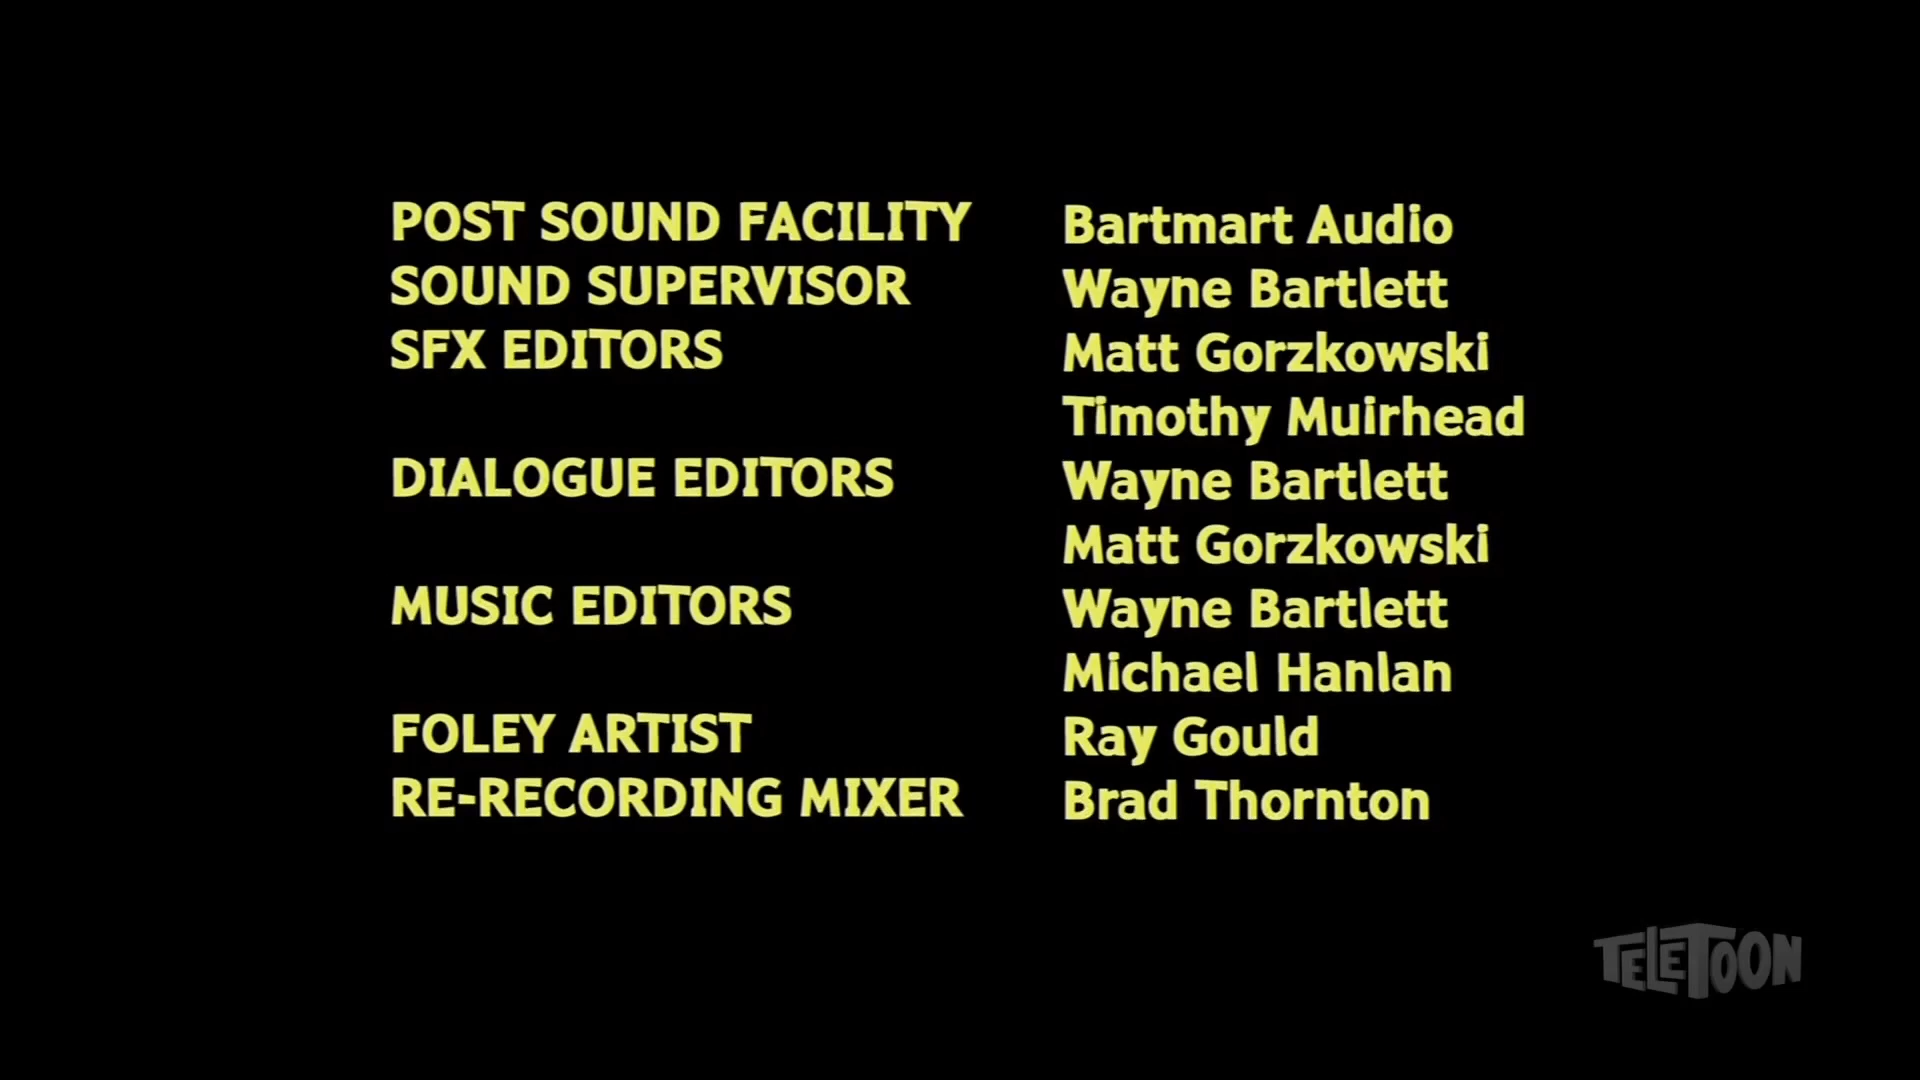 POST SOUND FACILITY Bartmart Audio
SOUND SUPERVISOR Wayne Bartlett
SFX EDITORS Matt Gorzkowski
Timothy Muirhead
DIALOGUE EDITORS Wayne Bartlett
Matt Gorzkowski
MUSIC EDITORS Wayne Bartlett
Michael Hanlan
FOLEY ARTIST Ray Gould
RE-RECORDING MIXER Brad Thornton
TELETOON